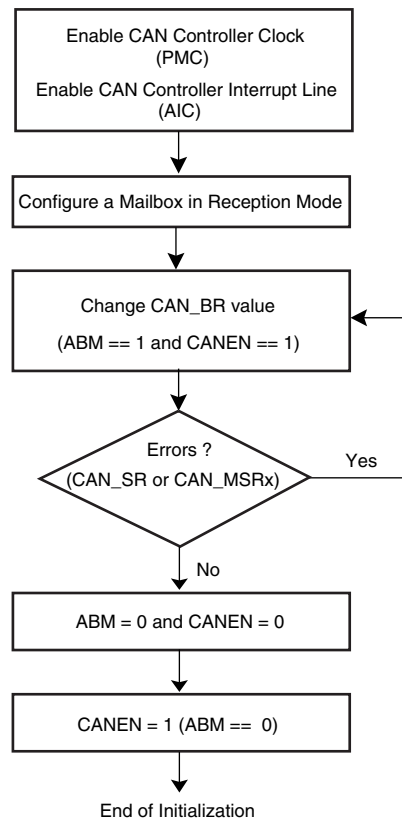 Enable CAN Controller Clock
(PMC)
Enable CAN Controller Interrupt Line
(AIC)
Configure a Mailbox in Reception Mode
Change CAN_BR value
(ABM == 1 and CANEN == 1)
Errors ?
(CAN_SR or CAN_MSRx)
Yes
No
ABM = 0 and CANEN = 0
CANEN = 1 (ABM == 0)
End of Initialization